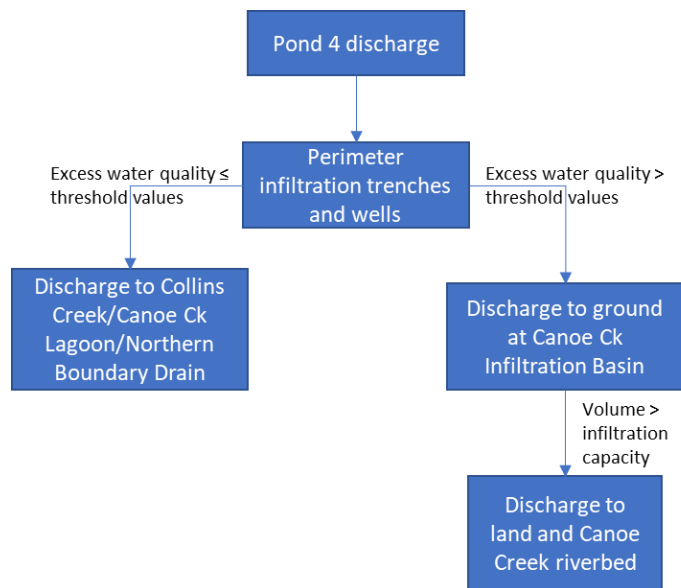 Pond 4 discharge
Excess water quality ≤
threshold values
Perimeter
infiltration trenches
and wells
Excess water quality >
threshold values
Discharge to Collins
Creek/Canoe Ck
Lagoon/Northern
Boundary Drain
Discharge to ground
at Canoe Ck
Infiltration Basin
Volume >
infiltration
capacity
Discharge to
land and Canoe
Creek riverbed